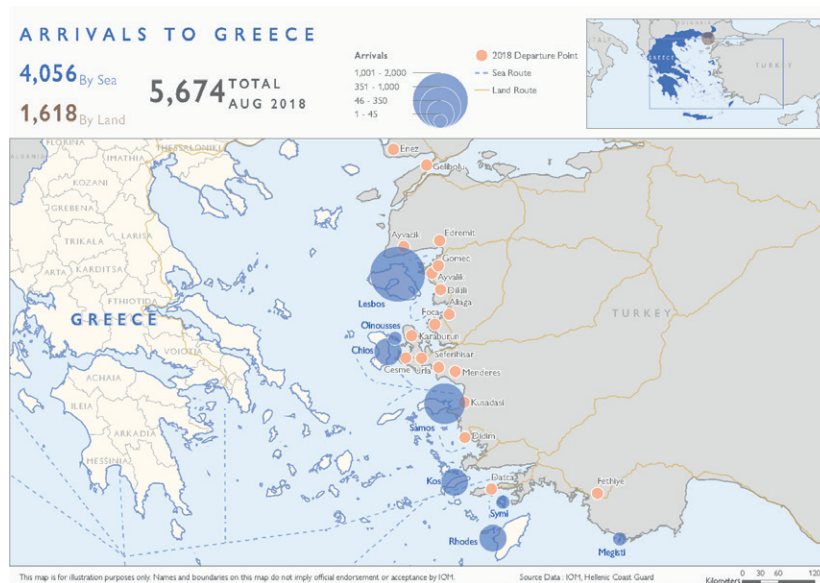 ARRIVALS TO GREECE
4,056 By Sea
1,618 By Land
5,674 TOTAL
AUG 2018
Arrivals
1,001 - 2,000
351 - 1,000
46 - 350
1 - 45
2018 Departure Point
Sea Route
Land Route
ITALY
BULGARIA
GREECE
TURKEY
ALBANIA
FLORINA
IMATHIA
THESSALONIKI
KOZANI
GREBENA
TRIKALA
LARISA
ARTA
KARDITSA
FTHIOTIDA
GREECE
VOIOTIA
ACHAIA
ILEIA
ARKADIA
MESSINIA
Enez
Gelibolu
Ayvacik
Edremit
Gomec
Ayvalik
Lesbos
Dikili
Aliaga
Foca
Oinousses
Karaburun
Chios
Cesme
Urla
Seferihisar
Menderes
Kusadasi
Samos
Didim
Kos
Datca
Symi
Rhodes
Fethiye
Megisti
TURKEY
This map is for illustration purposes only. Names and boundaries on this map do not imply official endorsement or acceptance by IOM.
Source Data : IOM, Hellenic Coast Guard
0 30 60 120
Kilometers